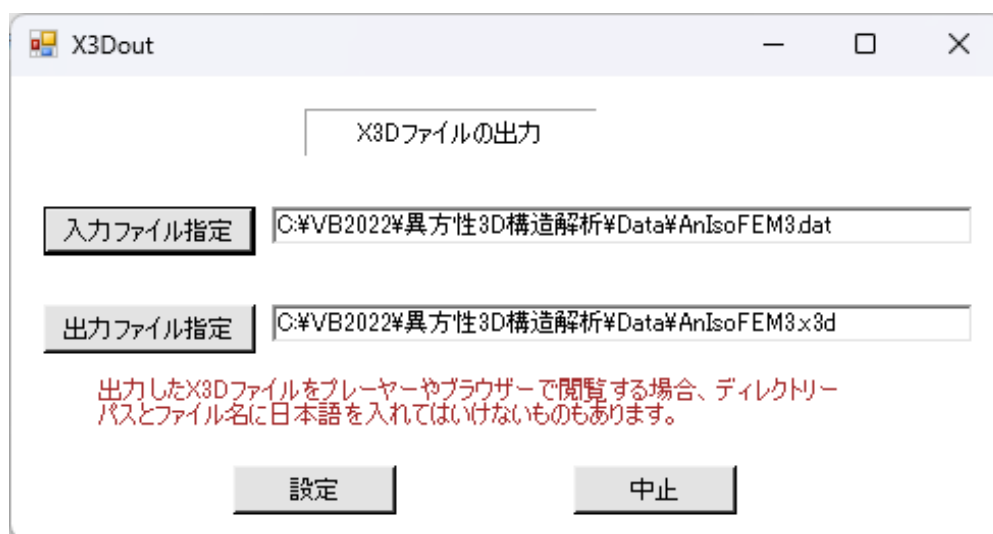 X3Dout
X3Dファイルの出力
入力ファイル指定
C:¥VB2022¥異方性3D構造解析¥Data¥AnIsoFEM3.dat
出力ファイル指定
C:¥VB2022¥異方性3D構造解析¥Data¥AnIsoFEM3.x3d
出力したX3Dファイルをプレーヤーやブラウザーで閲覧する場合、ディレクトリー
パスとファイル名に日本語を入れてはいけないものもあります。
設定
中止